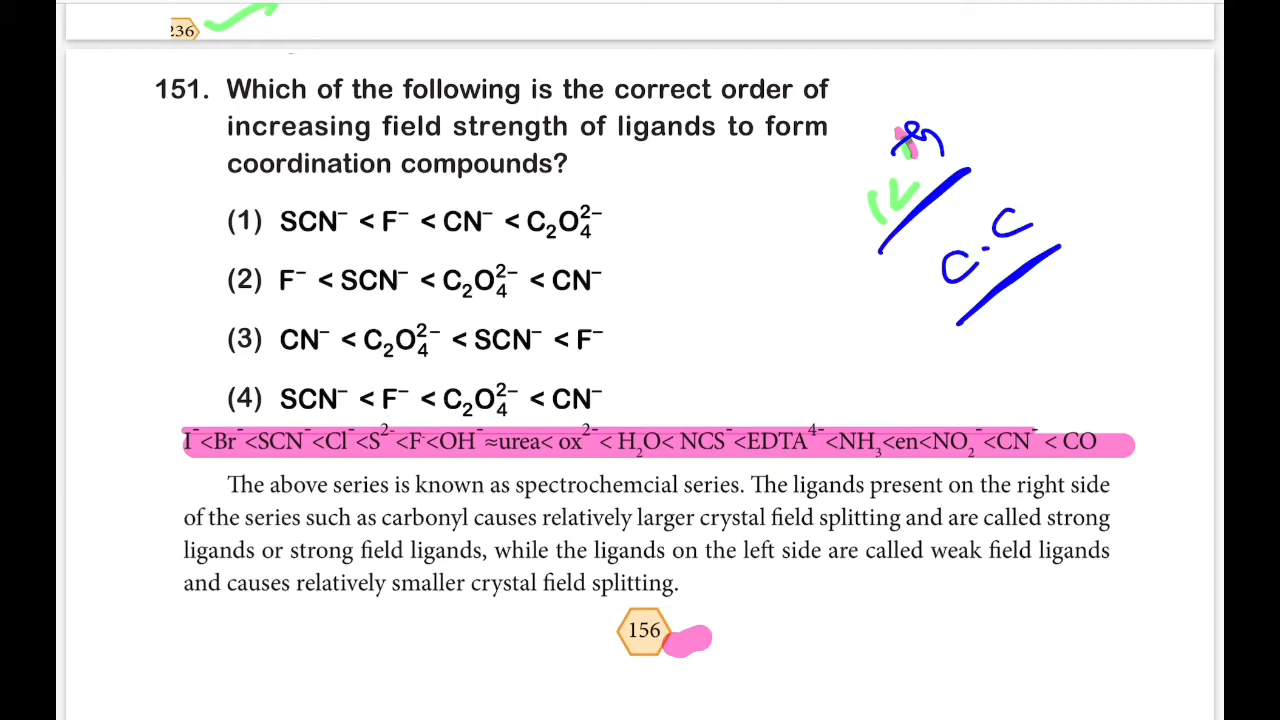 236
151. Which of the following is the correct order of
increasing field strength of ligands to form
coordination compounds?
(1) SCN⁻ < F⁻ < CN⁻ < C₂O₄²⁻
(2) F⁻ < SCN⁻ < C₂O₄²⁻ < CN⁻
(3) CN⁻ < C₂O₄²⁻ < SCN⁻ < F⁻
(4) SCN⁻ < F⁻ < C₂O₄²⁻ < CN⁻
I⁻<Br⁻<SCN⁻<Cl⁻<S²⁻<F⁻<OH⁻≈urea< ox²⁻< H₂O< NCS⁻<EDTA⁴⁻<NH₃<en<NO₂⁻<CN⁻< CO
The above series is known as spectrochemcial series. The ligands present on the right side
of the series such as carbonyl causes relatively larger crystal field splitting and are called strong
ligands or strong field ligands, while the ligands on the left side are called weak field ligands
and causes relatively smaller crystal field splitting.
156
12
C.C